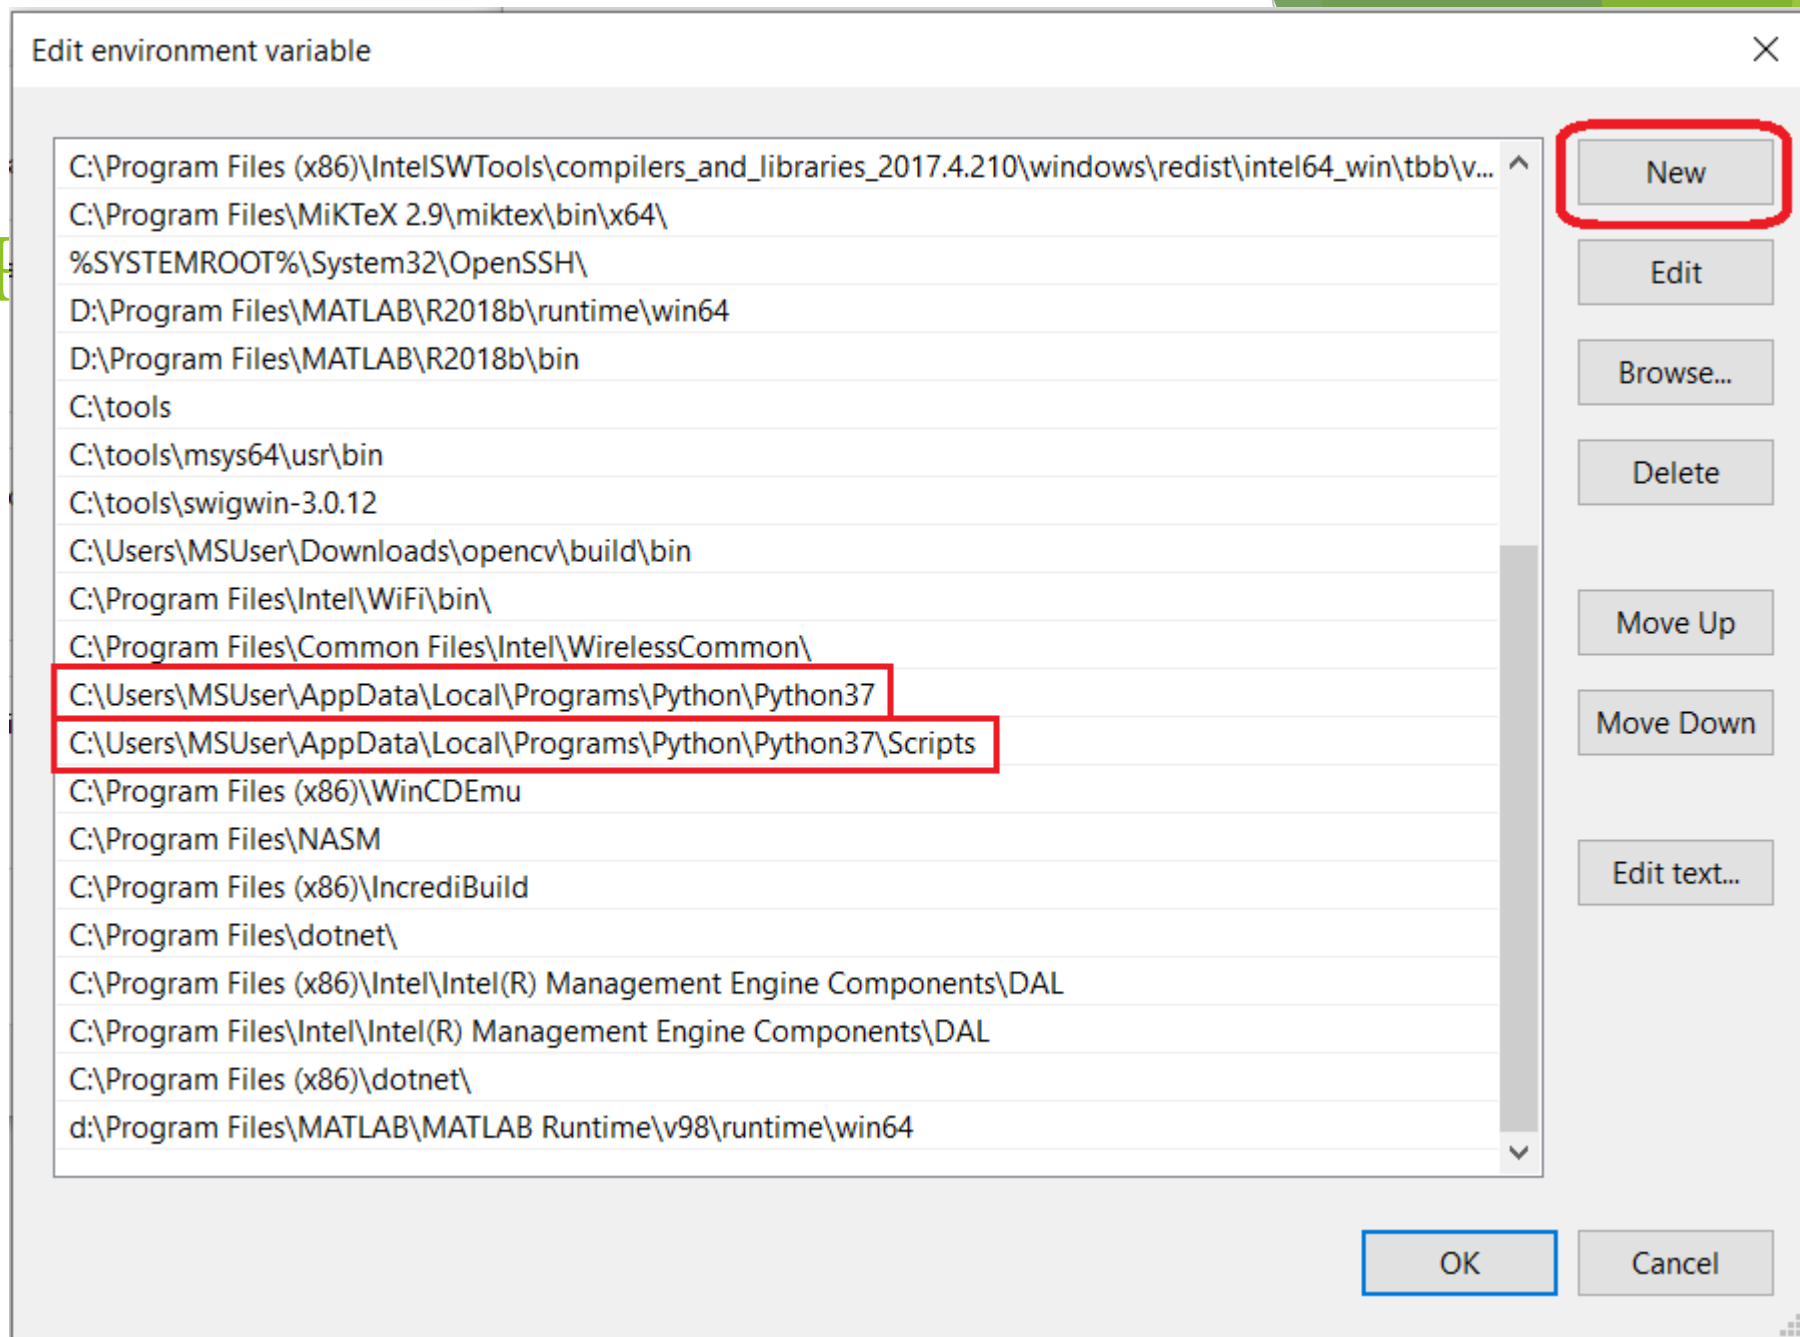 Edit environment variable
C:\Program Files (x86)\IntelSWTools\compilers_and_libraries_2017.4.210\windows\redist\intel64_win\tbb\v...
C:\Program Files\MiKTeX 2.9\miktex\bin\x64\
%SYSTEMROOT%\System32\OpenSSH\
D:\Program Files\MATLAB\R2018b\runtime\win64
D:\Program Files\MATLAB\R2018b\bin
C:\tools
C:\tools\msys64\usr\bin
C:\tools\swigwin-3.0.12
C:\Users\MSUser\Downloads\opencv\build\bin
C:\Program Files\Intel\WiFi\bin\
C:\Program Files\Common Files\Intel\WirelessCommon\
C:\Users\MSUser\AppData\Local\Programs\Python\Python37
C:\Users\MSUser\AppData\Local\Programs\Python\Python37\Scripts
C:\Program Files (x86)\WinCDEmu
C:\Program Files\NASM
C:\Program Files (x86)\IncrediBuild
C:\Program Files\dotnet\
C:\Program Files (x86)\Intel\Intel(R) Management Engine Components\DAL
C:\Program Files\Intel\Intel(R) Management Engine Components\DAL
C:\Program Files (x86)\dotnet\
d:\Program Files\MATLAB\MATLAB Runtime\v98\runtime\win64
New
Edit
Browse...
Delete
Move Up
Move Down
Edit text...
OK
Cancel